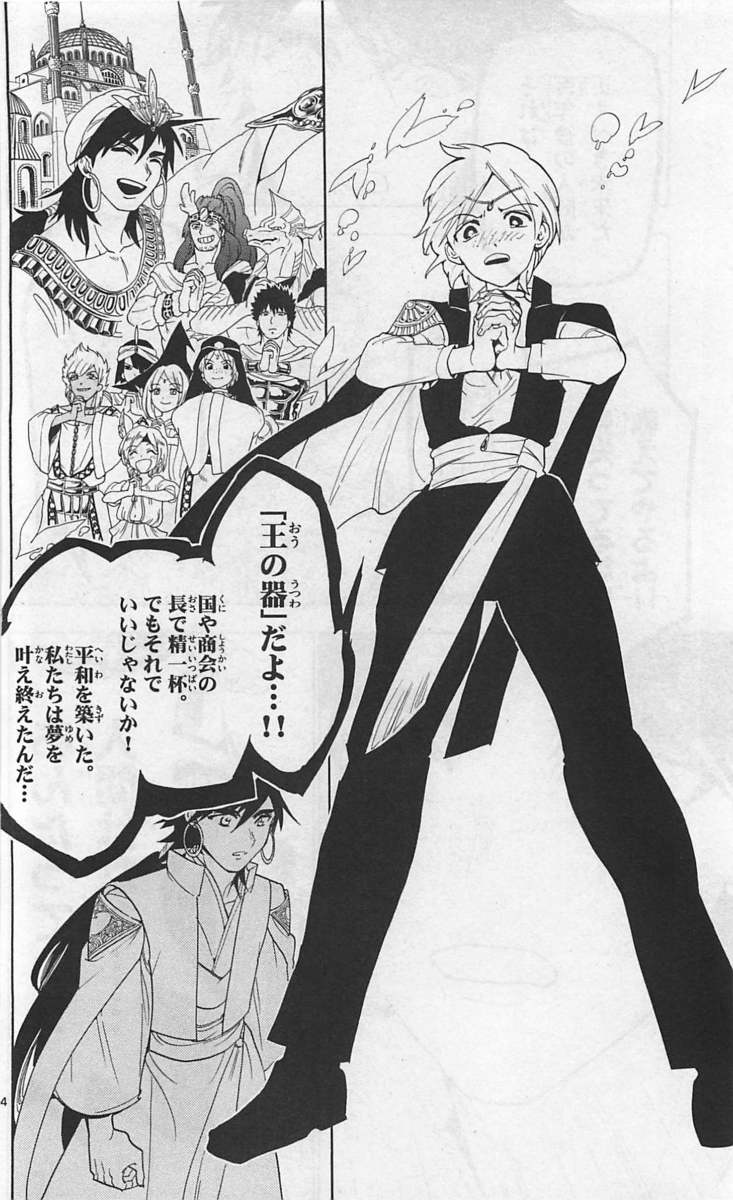 「王の器」だよ…!!
国や商会の
長で精一杯。
でもそれで
いいじゃないか!
平和を築いた。
私たちは夢を
叶え終えたんだ…
4